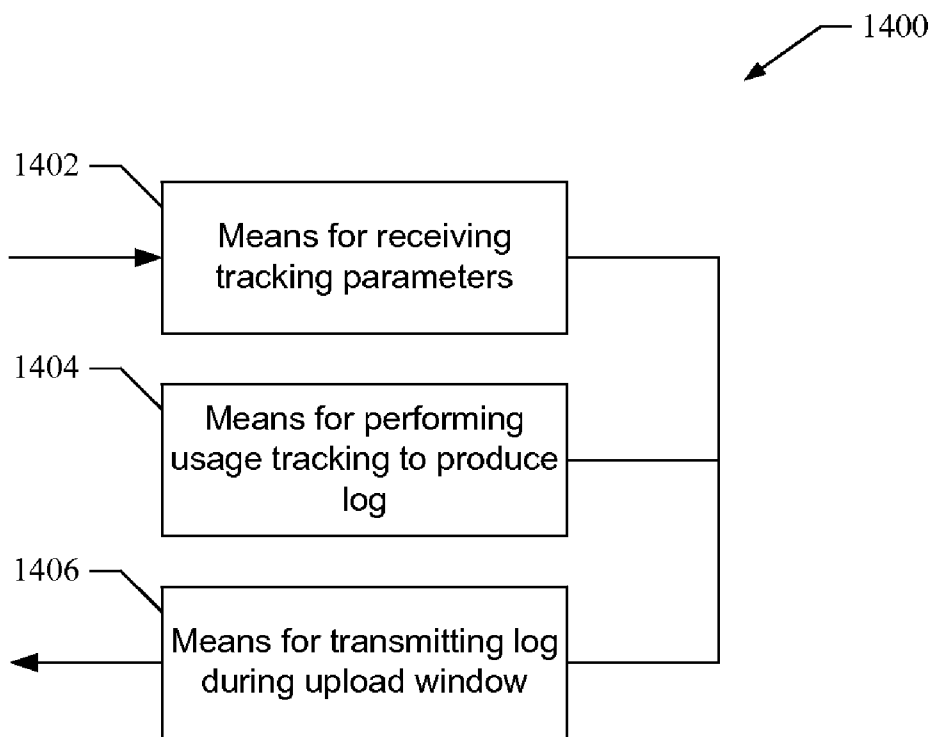 1400
1402
Means for receiving
tracking parameters
1404
Means for performing
usage tracking to produce
log
1406
Means for transmitting log
during upload window